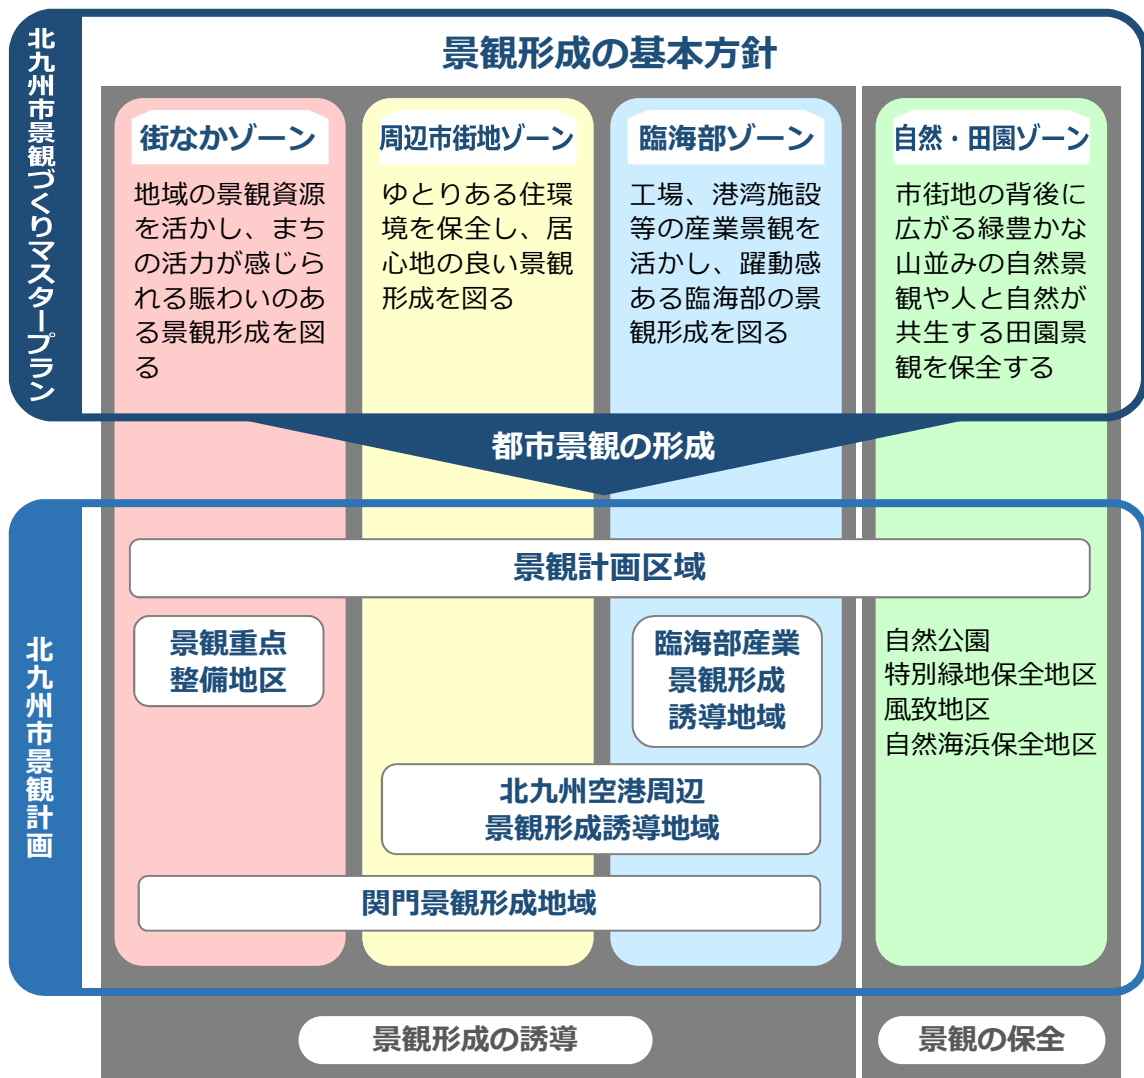 北九州市景観づくりマスタープラン
景観形成の基本方針
街なかゾーン
地域の景観資源
を活かし、まち
の活力が感じら
れる賑わいのあ
る景観形成を図
る
周辺市街地ゾーン
ゆとりある住環
境を保全し、居
心地の良い景観
形成を図る
臨海部ゾーン
工場、港湾施設
等の産業景観を
活かし、躍動感
ある臨海部の景
観形成を図る
自然・田園ゾーン
市街地の背後に
広がる緑豊かな
山並みの自然景
観や人と自然が
共生する田園景
観を保全する
都市景観の形成
北九州市景観計画
景観計画区域
景観重点
整備地区
臨海部産業
景観形成
誘導地域
自然公園
特別緑地保全地区
風致地区
自然海浜保全地区
北九州空港周辺
景観形成誘導地域
関門景観形成地域
景観形成の誘導
景観の保全